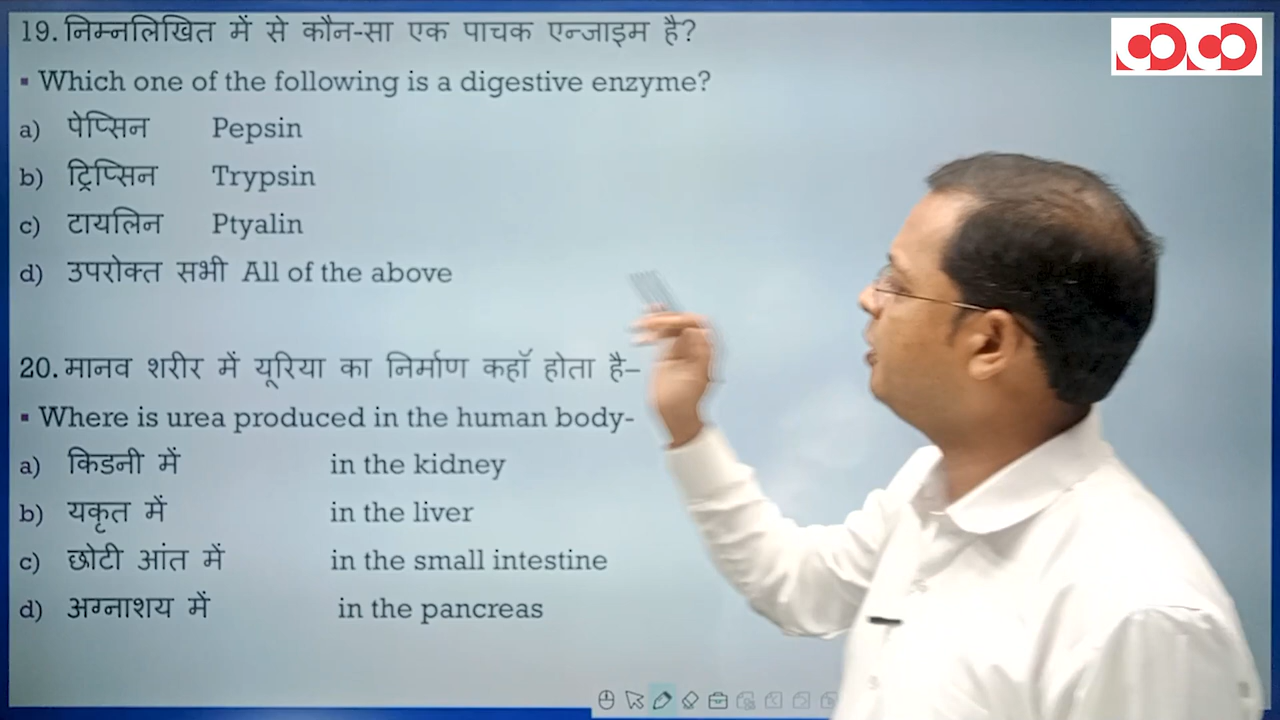 19. निम्नलिखित में से कौन-सा एक पाचक एन्जाइम है?
▪ Which one of the following is a digestive enzyme?
a) पेप्सिन Pepsin
b) ट्रिप्सिन Trypsin
c) टायलिन Ptyalin
d) उपरोक्त सभी All of the above
20. मानव शरीर में यूरिया का निर्माण कहॉं होता है–
▪ Where is urea produced in the human body-
a) किडनी में in the kidney
b) यकृत में in the liver
c) छोटी आंत में in the small intestine
d) अग्नाशय में in the pancreas